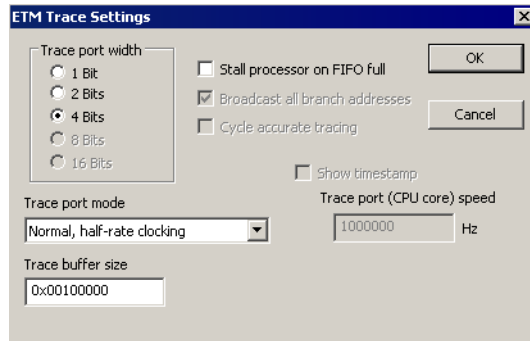 ETM Trace Settings
Trace port width
1 Bit
2 Bits
4 Bits
8 Bits
16 Bits
Stall processor on FIFO full
Broadcast all branch addresses
Cycle accurate tracing
OK
Cancel
Show timestamp
Trace port mode
Normal, half-rate clocking
Trace port (CPU core) speed
1000000 Hz
Trace buffer size
0x00100000